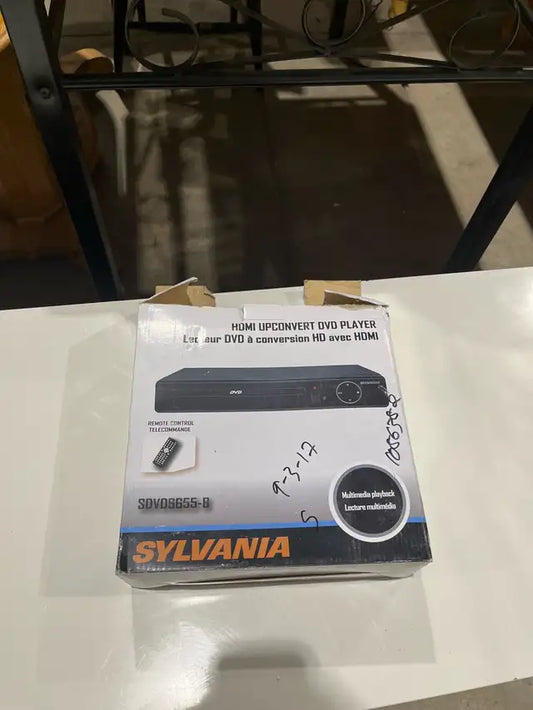 HDMI UPCONVERT DVD PLAYER
Lecteur DVD à conversion HD avec HDMI
DVD
SYLVANIA
REMOTE CONTROL
TELECOMMANDE
9-3-17
S
SDVD6655-B
Multimedia playback
Lecture multimédia
SYLVANIA